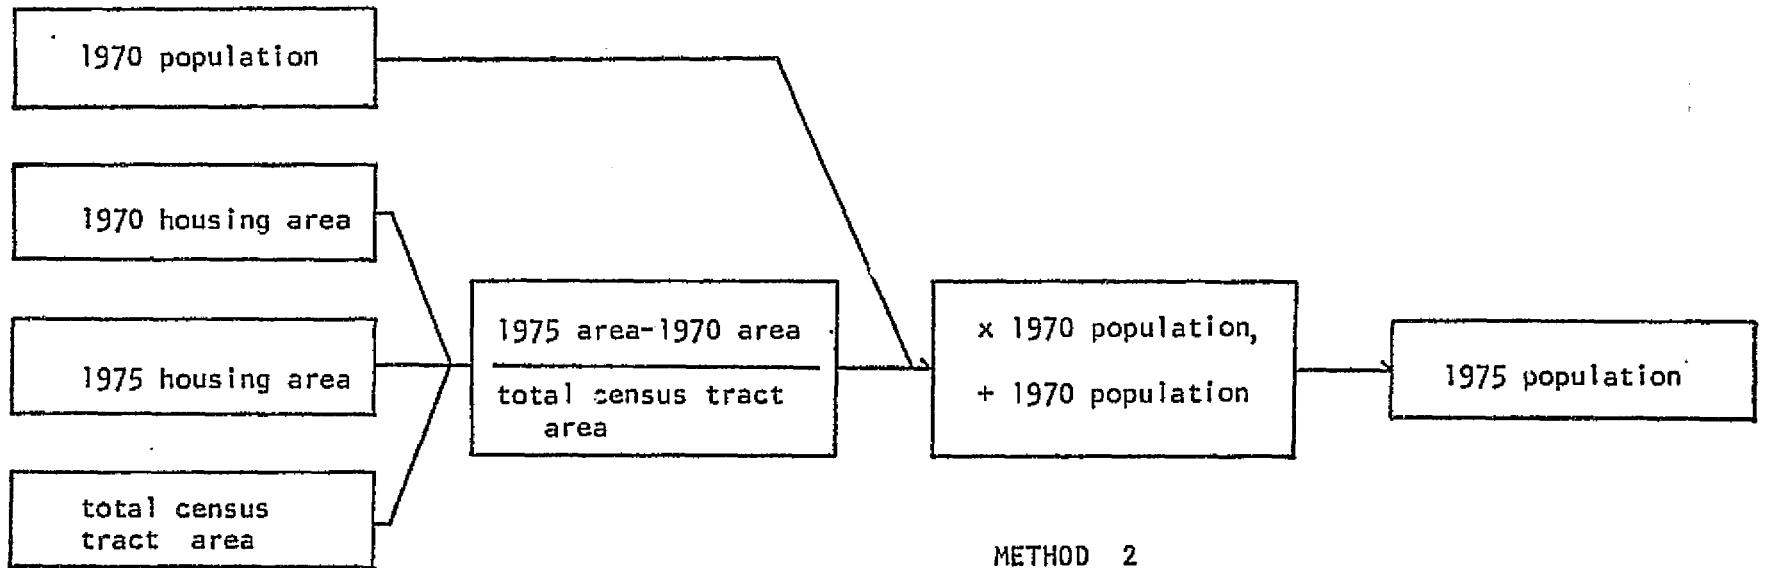 1970 population
1970 housing area
1975 housing area
total census
tract area
1975 area-1970 area
total census tract
area
x 1970 population,
+ 1970 population
1975 population
METHOD 2